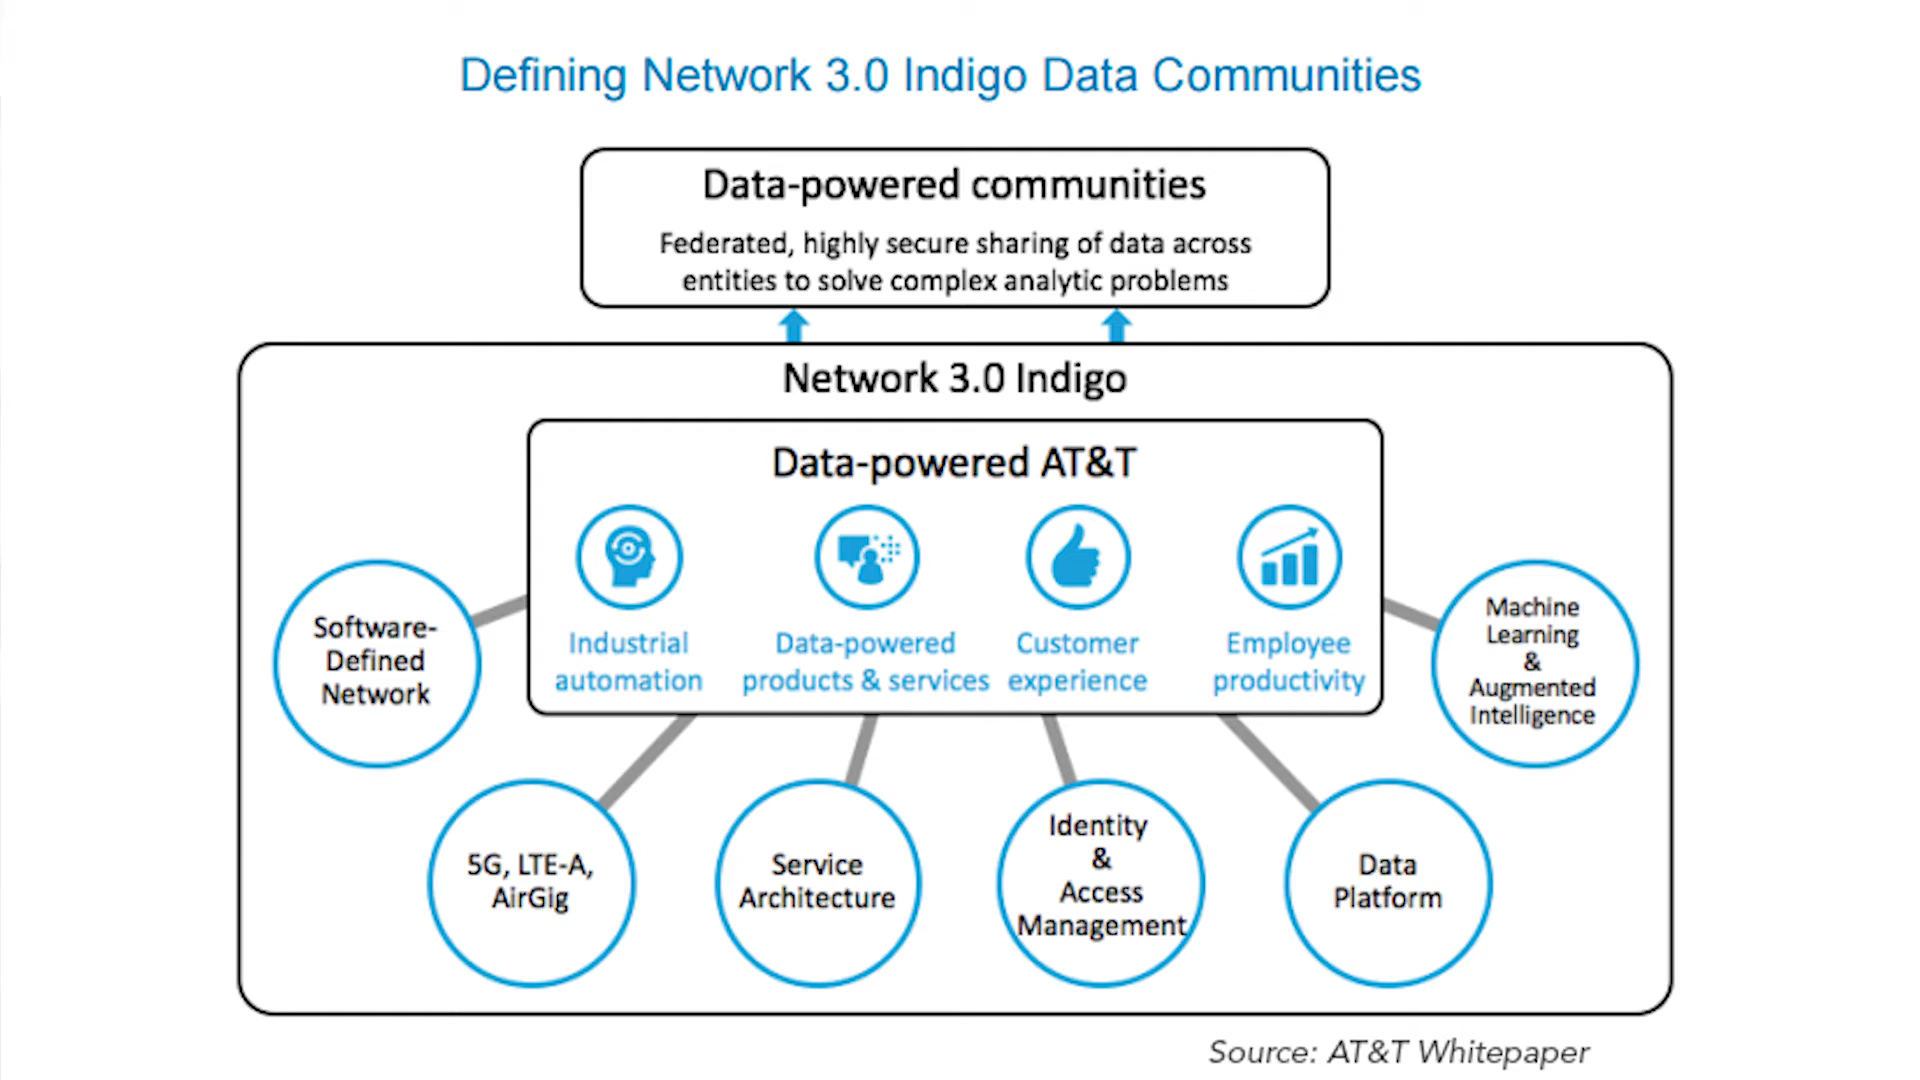 Defining Network 3.0 Indigo Data Communities
Data-powered communities
Federated, highly secure sharing of data across
entities to solve complex analytic problems
Network 3.0 Indigo
Data-powered AT&T
Industrial
automation
Data-powered
products & services
Customer
experience
Employee
productivity
Software-
Defined
Network
5G, LTE-A,
AirGig
Service
Architecture
Identity
&
Access
Management
Data
Platform
Machine
Learning
&
Augmented
Intelligence
Source: AT&T Whitepaper